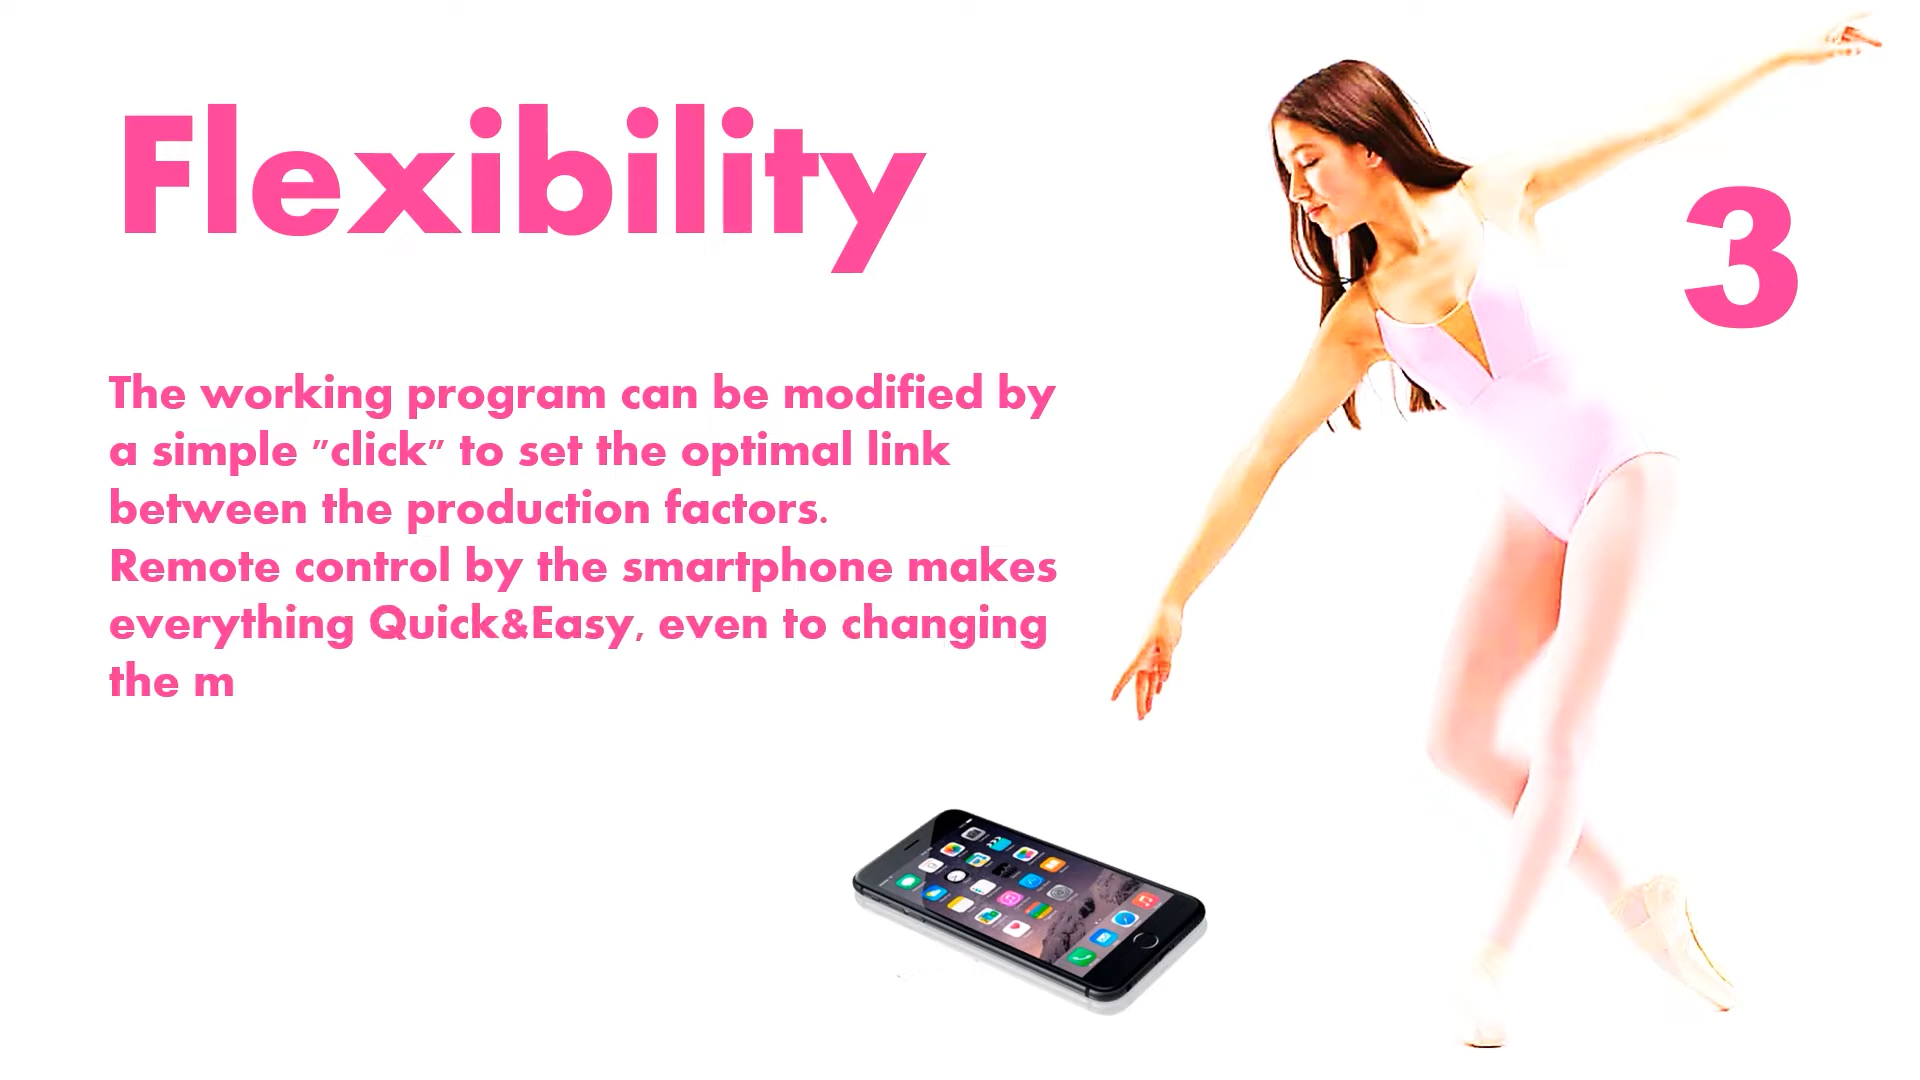 Flexibility
3
The working program can be modified by
a simple "click" to set the optimal link
between the production factors.
Remote control by the smartphone makes
everything Quick&Easy, even to changing
the m